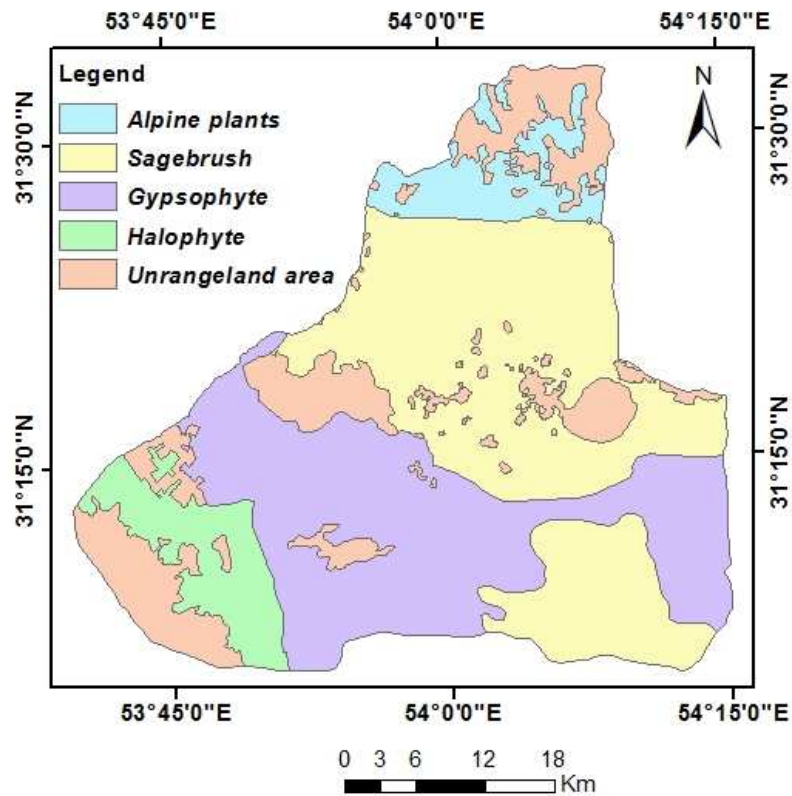 53°45'0"E 54°0'0"E 54°15'0"E
Legend
N
Alpine plants
Sagebrush
Gypsophyte
Halophyte
Unrangeland area
31°30'0"N
31°30'0"N
31°15'0"N
31°15'0"N
53°45'0"E 54°0'0"E 54°15'0"E
0 3 6 12 18
Km